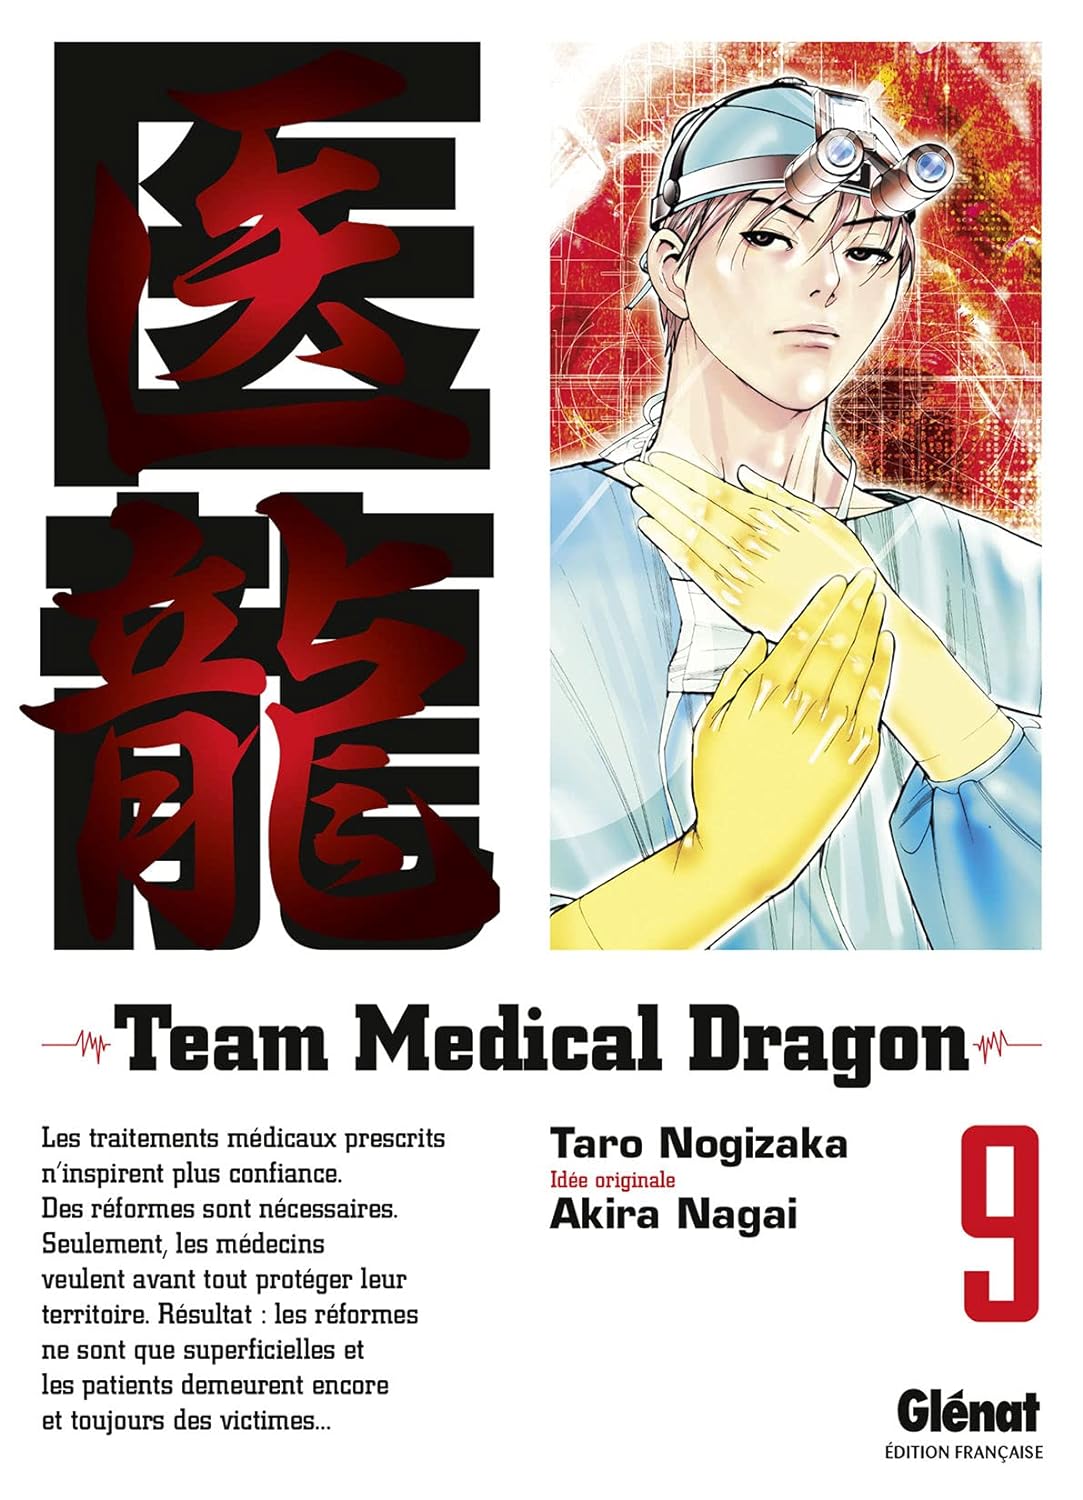 医龍
Team Medical Dragon
Les traitements médicaux prescrits
n'inspirent plus confiance.
Des réformes sont nécessaires.
Seulement, les médecins
veulent avant tout protéger leur
territoire. Résultat : les réformes
ne sont que superficielles et
les patients demeurent encore
et toujours des victimes...
Taro Nogizaka
Idée originale
Akira Nagai
9
Glénat
ÉDITION FRANÇAISE